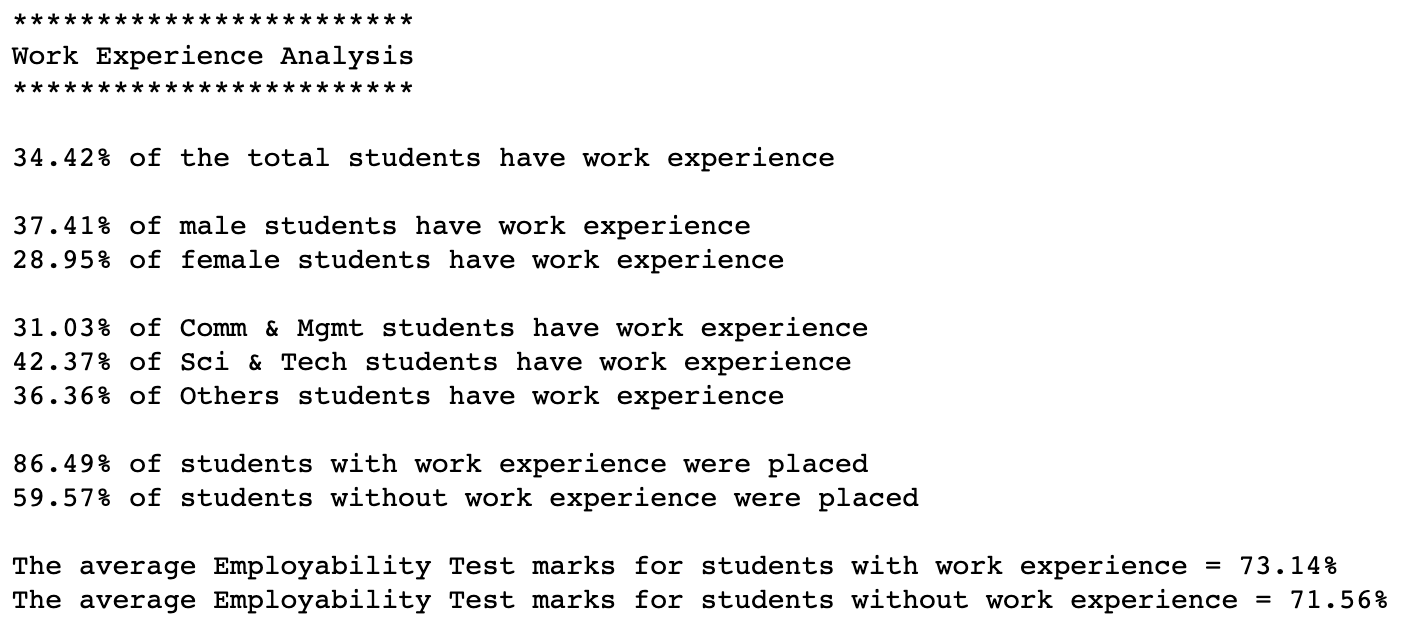 ************************
Work Experience Analysis
************************
34.42% of the total students have work experience
37.41% of male students have work experience
28.95% of female students have work experience
31.03% of Comm & Mgmt students have work experience
42.37% of Sci & Tech students have work experience
36.36% of Others students have work experience
86.49% of students with work experience were placed
59.57% of students without work experience were placed
The average Employability Test marks for students with work experience = 73.14%
The average Employability Test marks for students without work experience = 71.56%